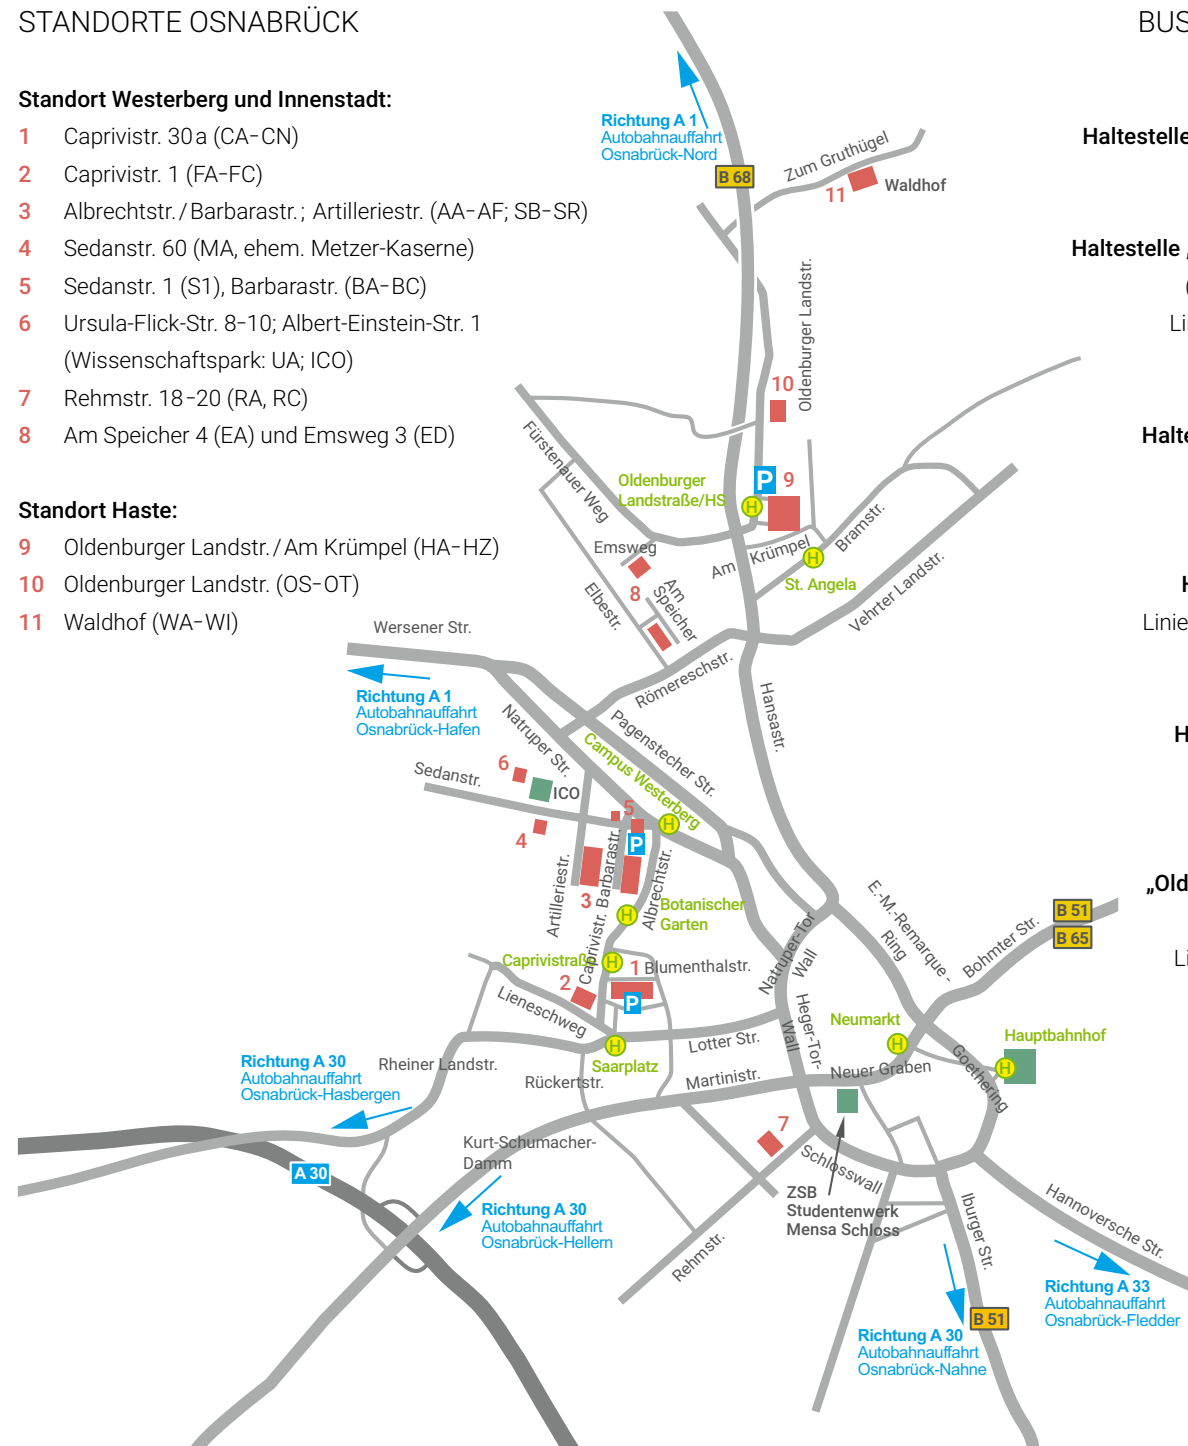 STANDORTE OSNABRÜCK
BUS
Standort Westerberg und Innenstadt:
1 Caprivistr. 30 a (CA-CN)
2 Caprivistr. 1 (FA-FC)
3 Albrechtstr. / Barbarastr. ; Artilleriestr. (AA-AF; SB-SR)
4 Sedanstr. 60 (MA, ehem. Metzer-Kaserne)
5 Sedanstr. 1 (S1), Barbarastr. (BA-BC)
6 Ursula-Flick-Str. 8-10; Albert-Einstein-Str. 1
(Wissenschaftspark: UA; ICO)
7 Rehmstr. 18-20 (RA, RC)
8 Am Speicher 4 (EA) und Emsweg 3 (ED)
Standort Haste:
9 Oldenburger Landstr. / Am Krümpel (HA-HZ)
10 Oldenburger Landstr. (OS-OT)
11 Waldhof (WA-WI)
Haltestelle
Haltestelle „
(
Lin
Halte
H
Linie
H
„Old
Li
Richtung A 1
Autobahnauffahrt
Osnabrück-Nord
B 68
Zum Gruthügel
11
Waldhof
Oldenburger Landstr.
10
Fürstenauer Weg
Oldenburger
Landstraße/HS
P
9
H
Emsweg
Am Krümpel
Bramstr.
H
St. Angela
8
Am
Speicher
Elbestr.
Vehrter Landstr.
Wersener Str.
Römereschstr.
Richtung A 1
Autobahnauffahrt
Osnabrück-Hafen
Hansastr.
Natruper Str.
Pagenstecher Str.
Campus Westerberg
6
Sedanstr.
ICO
5
H
4
P
Artilleriestr.
3
Barbarastr.
Albrechtstr.
H
Botanischer
Garten
Caprivistr.
Caprivistraße
H
1
Blumenthalstr.
2
P
Lieneschweg
Natruper-Tor
Wall
E.-M.-Remarque-
Ring
Bohmter Str.
B 51
B 65
Heger-Tor-
Wall
Neumarkt
H
Hauptbahnhof
H
Goethering
Lotter Str.
H
Saarplatz
Neuer Graben
Martinistr.
Rheiner Landstr.
Rückertstr.
Richtung A 30
Autobahnauffahrt
Osnabrück-Hasbergen
7
Kurt-Schumacher-
Damm
A 30
Schlosswall
ZSB
Studentenwerk
Mensa Schloss
Richtung A 30
Autobahnauffahrt
Osnabrück-Hellern
Rehmstr.
Iburger Str.
Hannoversche Str.
Richtung A 33
Autobahnauffahrt
Osnabrück-Fledder
B 51
Richtung A 30
Autobahnauffahrt
Osnabrück-Nahne